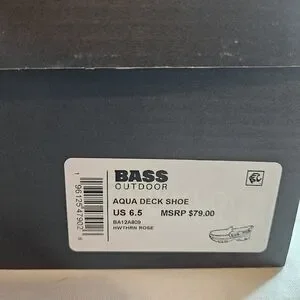 BASS
OUTDOOR
AQUA DECK SHOE
US 6.5 MSRP $79.00
BA12A809
HWTHRN ROSE